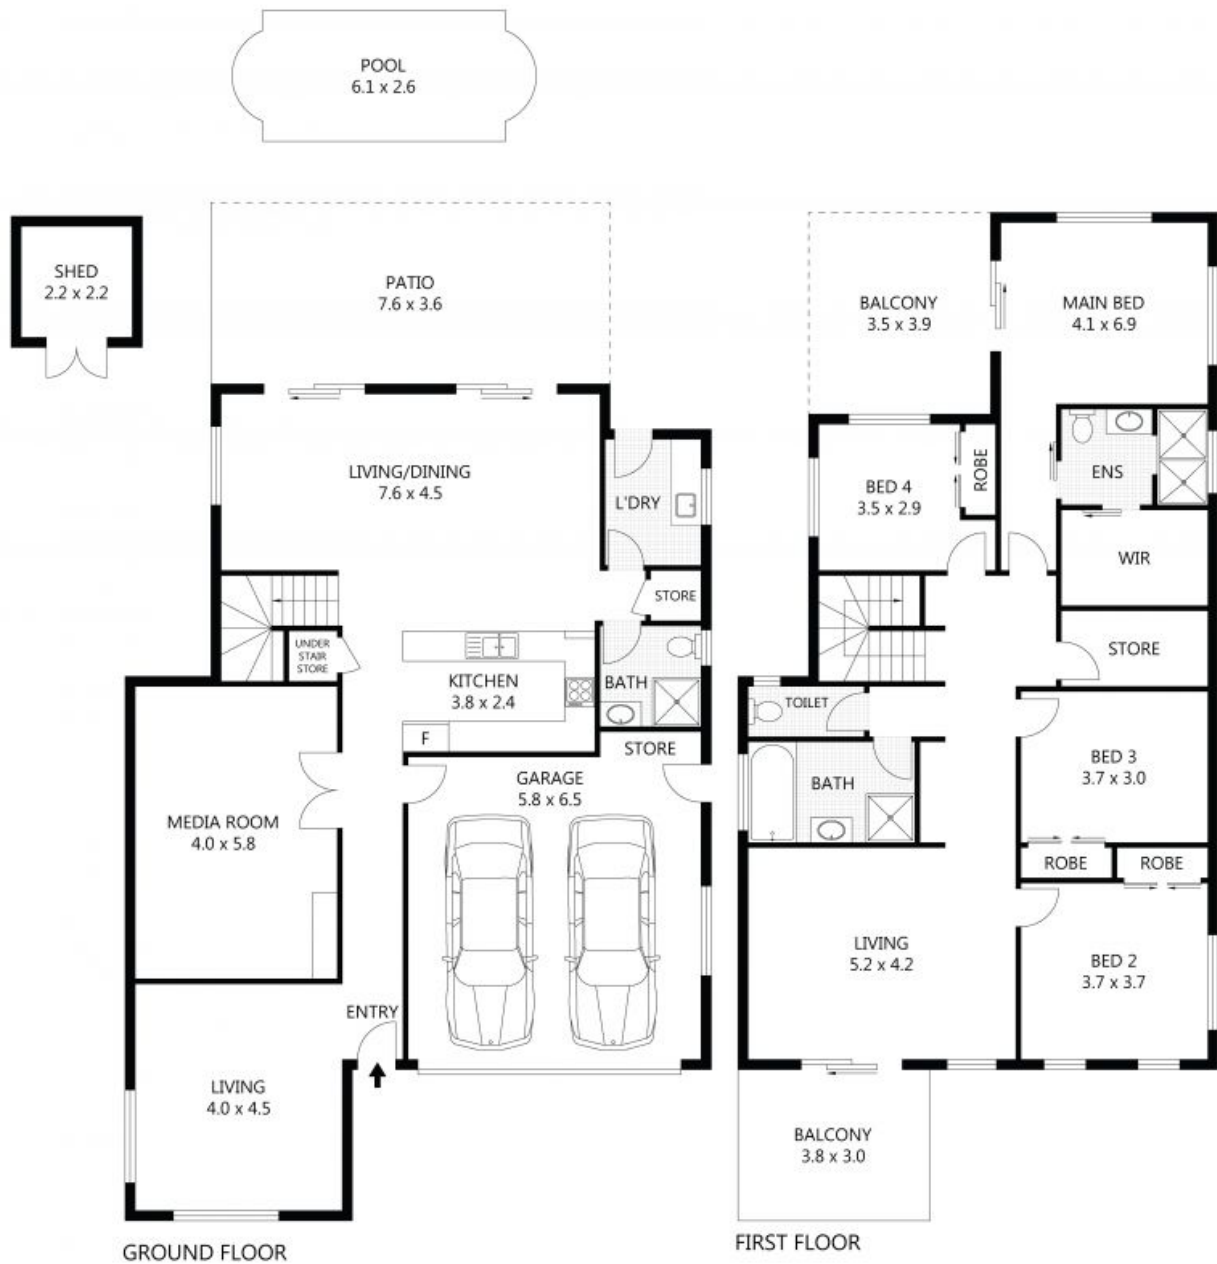 POOL
6.1 x 2.6
SHED
2.2 x 2.2
PATIO
7.6 x 3.6
LIVING/DINING
7.6 x 4.5
L'DRY
STORE
UNDER
STAIR
STORE
KITCHEN
3.8 x 2.4
BATH
F
STORE
GARAGE
5.8 x 6.5
MEDIA ROOM
4.0 x 5.8
ENTRY
LIVING
4.0 x 4.5
GROUND FLOOR
BALCONY
3.5 x 3.9
MAIN BED
4.1 x 6.9
BED 4
3.5 x 2.9
ROBE
ENS
WIR
STORE
TOILET
BATH
BED 3
3.7 x 3.0
ROBE
ROBE
LIVING
5.2 x 4.2
BED 2
3.7 x 3.7
BALCONY
3.8 x 3.0
FIRST FLOOR